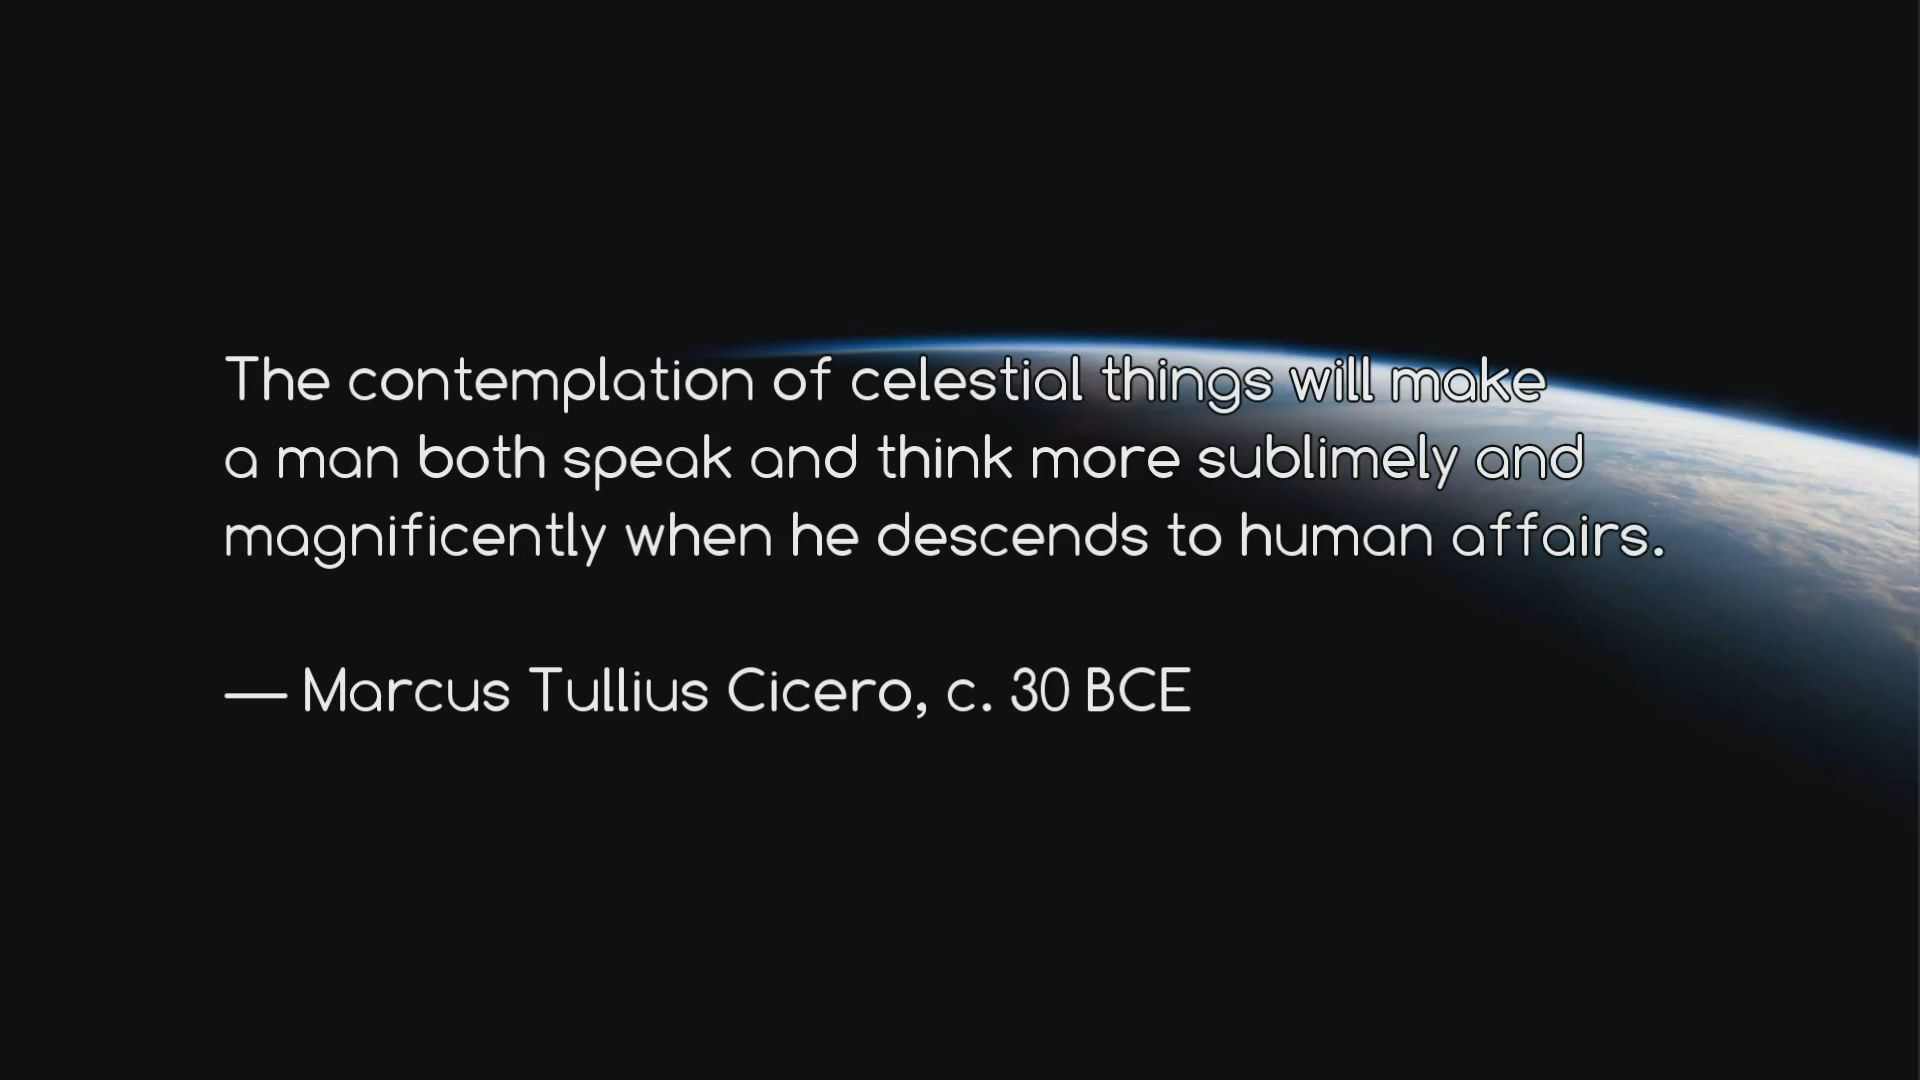 The contemplation of celestial things will make
a man both speak and think more sublimely and
magnificently when he descends to human affairs.
— Marcus Tullius Cicero, c. 30 BCE